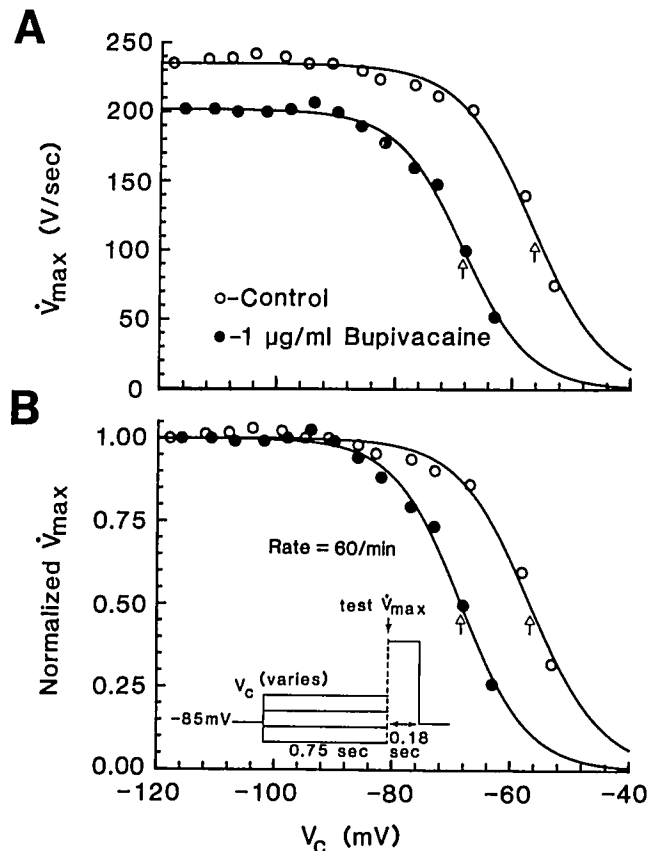 A
250
200
150
100
50
0
V̇max (V/sec)
○-Control
●-1 μg/ml Bupivacaine
B
1.00
0.75
0.50
0.25
0.00
Normalized V̇max
Rate = 60/min
test V̇max
Vc (varies)
-85mV
0.75 sec
0.18
sec
-120 -100 -80 -60 -40
Vc (mV)